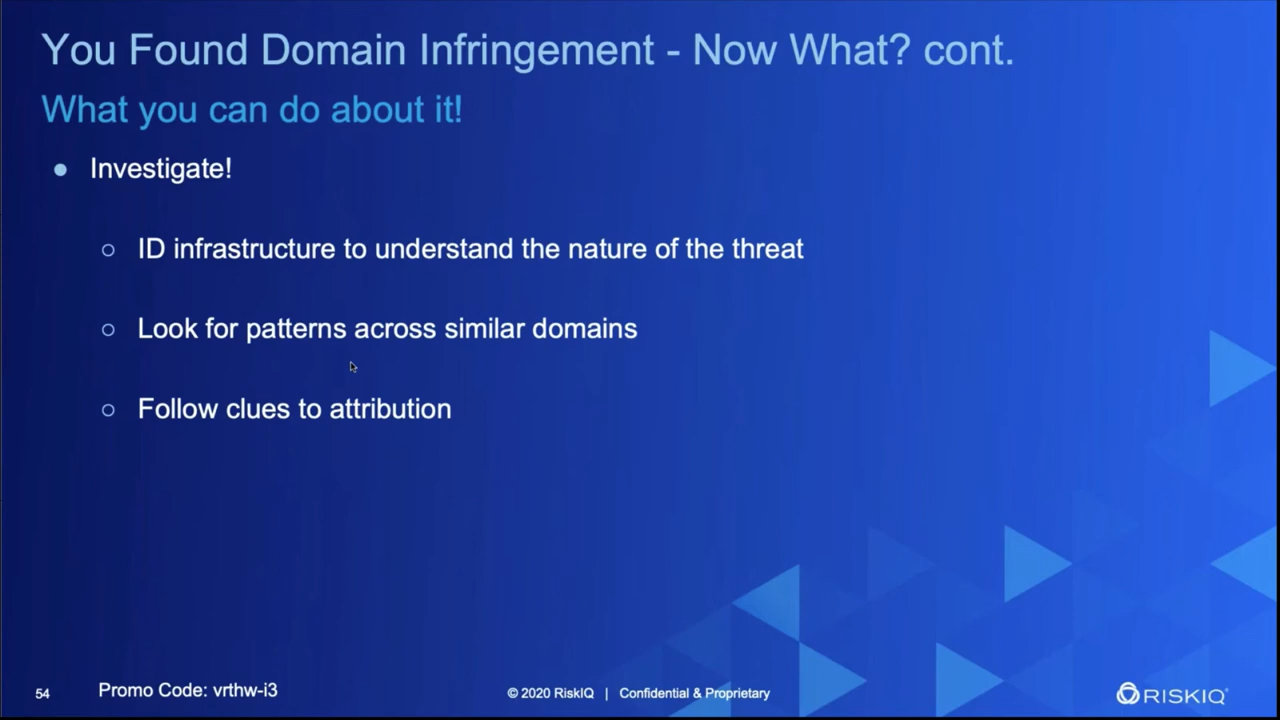 You Found Domain Infringement - Now What? cont.
What you can do about it!
● Investigate!
○ ID infrastructure to understand the nature of the threat
○ Look for patterns across similar domains
○ Follow clues to attribution
54 Promo Code: vrthw-i3 © 2020 RiskIQ | Confidential & Proprietary RISKIQ